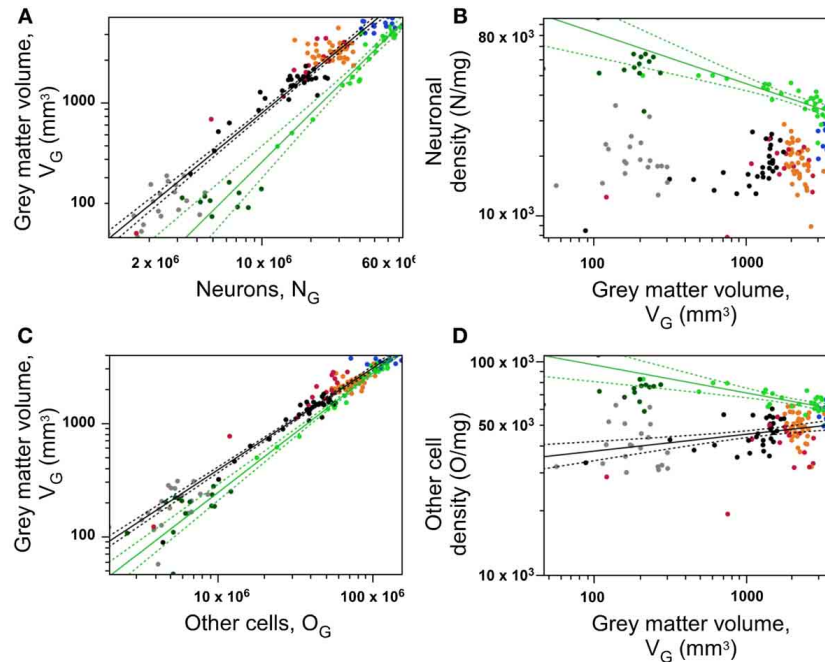 A
Grey matter volume,
V_G (mm³)
1000
100
2 x 10⁶
10 x 10⁶
60 x 10⁶
Neurons, N_G
B
Neuronal
density (N/mg)
80 x 10³
10 x 10³
100
1000
Grey matter volume,
V_G (mm³)
C
Grey matter volume,
V_G (mm³)
1000
100
10 x 10⁶
100 x 10⁶
Other cells, O_G
D
Other cell
density (O/mg)
100 x 10³
50 x 10³
10 x 10³
100
1000
Grey matter volume,
V_G (mm³)